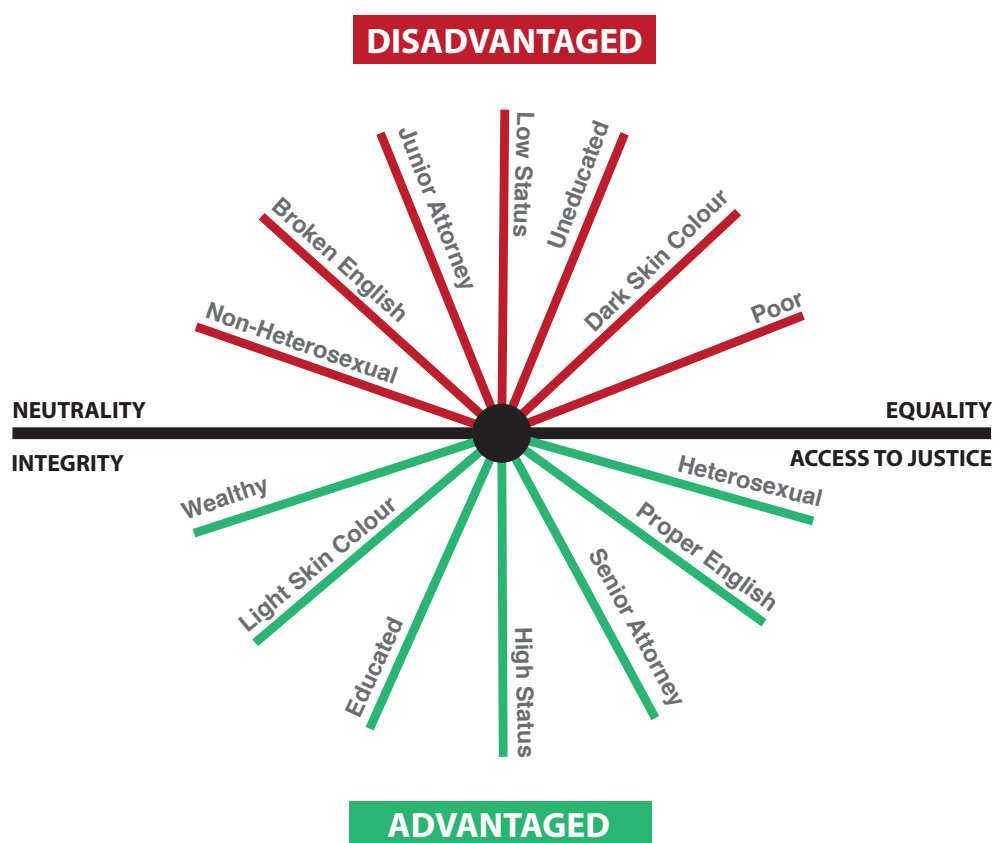 DISADVANTAGED
Non-Heterosexual
Broken English
Junior Attorney
Low Status
Uneducated
Dark Skin Colour
Poor
NEUTRALITY
EQUALITY
INTEGRITY
ACCESS TO JUSTICE
Wealthy
Light Skin Colour
Educated
High Status
Senior Attorney
Proper English
Heterosexual
ADVANTAGED